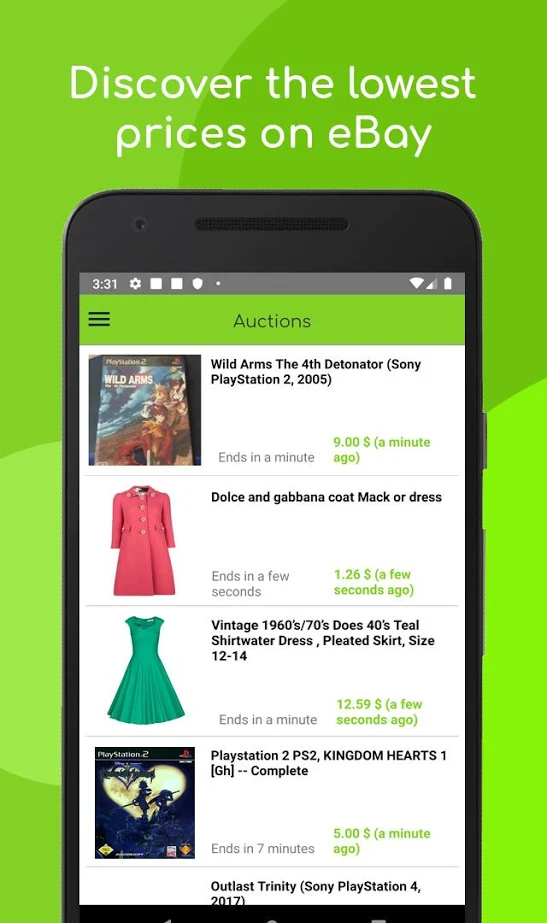 Discover the lowest
prices on eBay
3:31
Auctions
PlayStation.2
WILD ARMS
Wild Arms The 4th Detonator (Sony
PlayStation 2, 2005)
Ends in a minute
9.00 $ (a minute
ago)
Dolce and gabbana coat Mack or dress
Ends in a few
seconds
1.26 $ (a few
seconds ago)
Vintage 1960's/70's Does 40's Teal
Shirtwater Dress , Pleated Skirt, Size
12-14
Ends in a minute
12.59 $ (a few
seconds ago)
PlayStation.2
Playstation 2 PS2, KINGDOM HEARTS 1
[Gh] -- Complete
Ends in 7 minutes
5.00 $ (a minute
ago)
Outlast Trinity (Sony PlayStation 4,
2017)